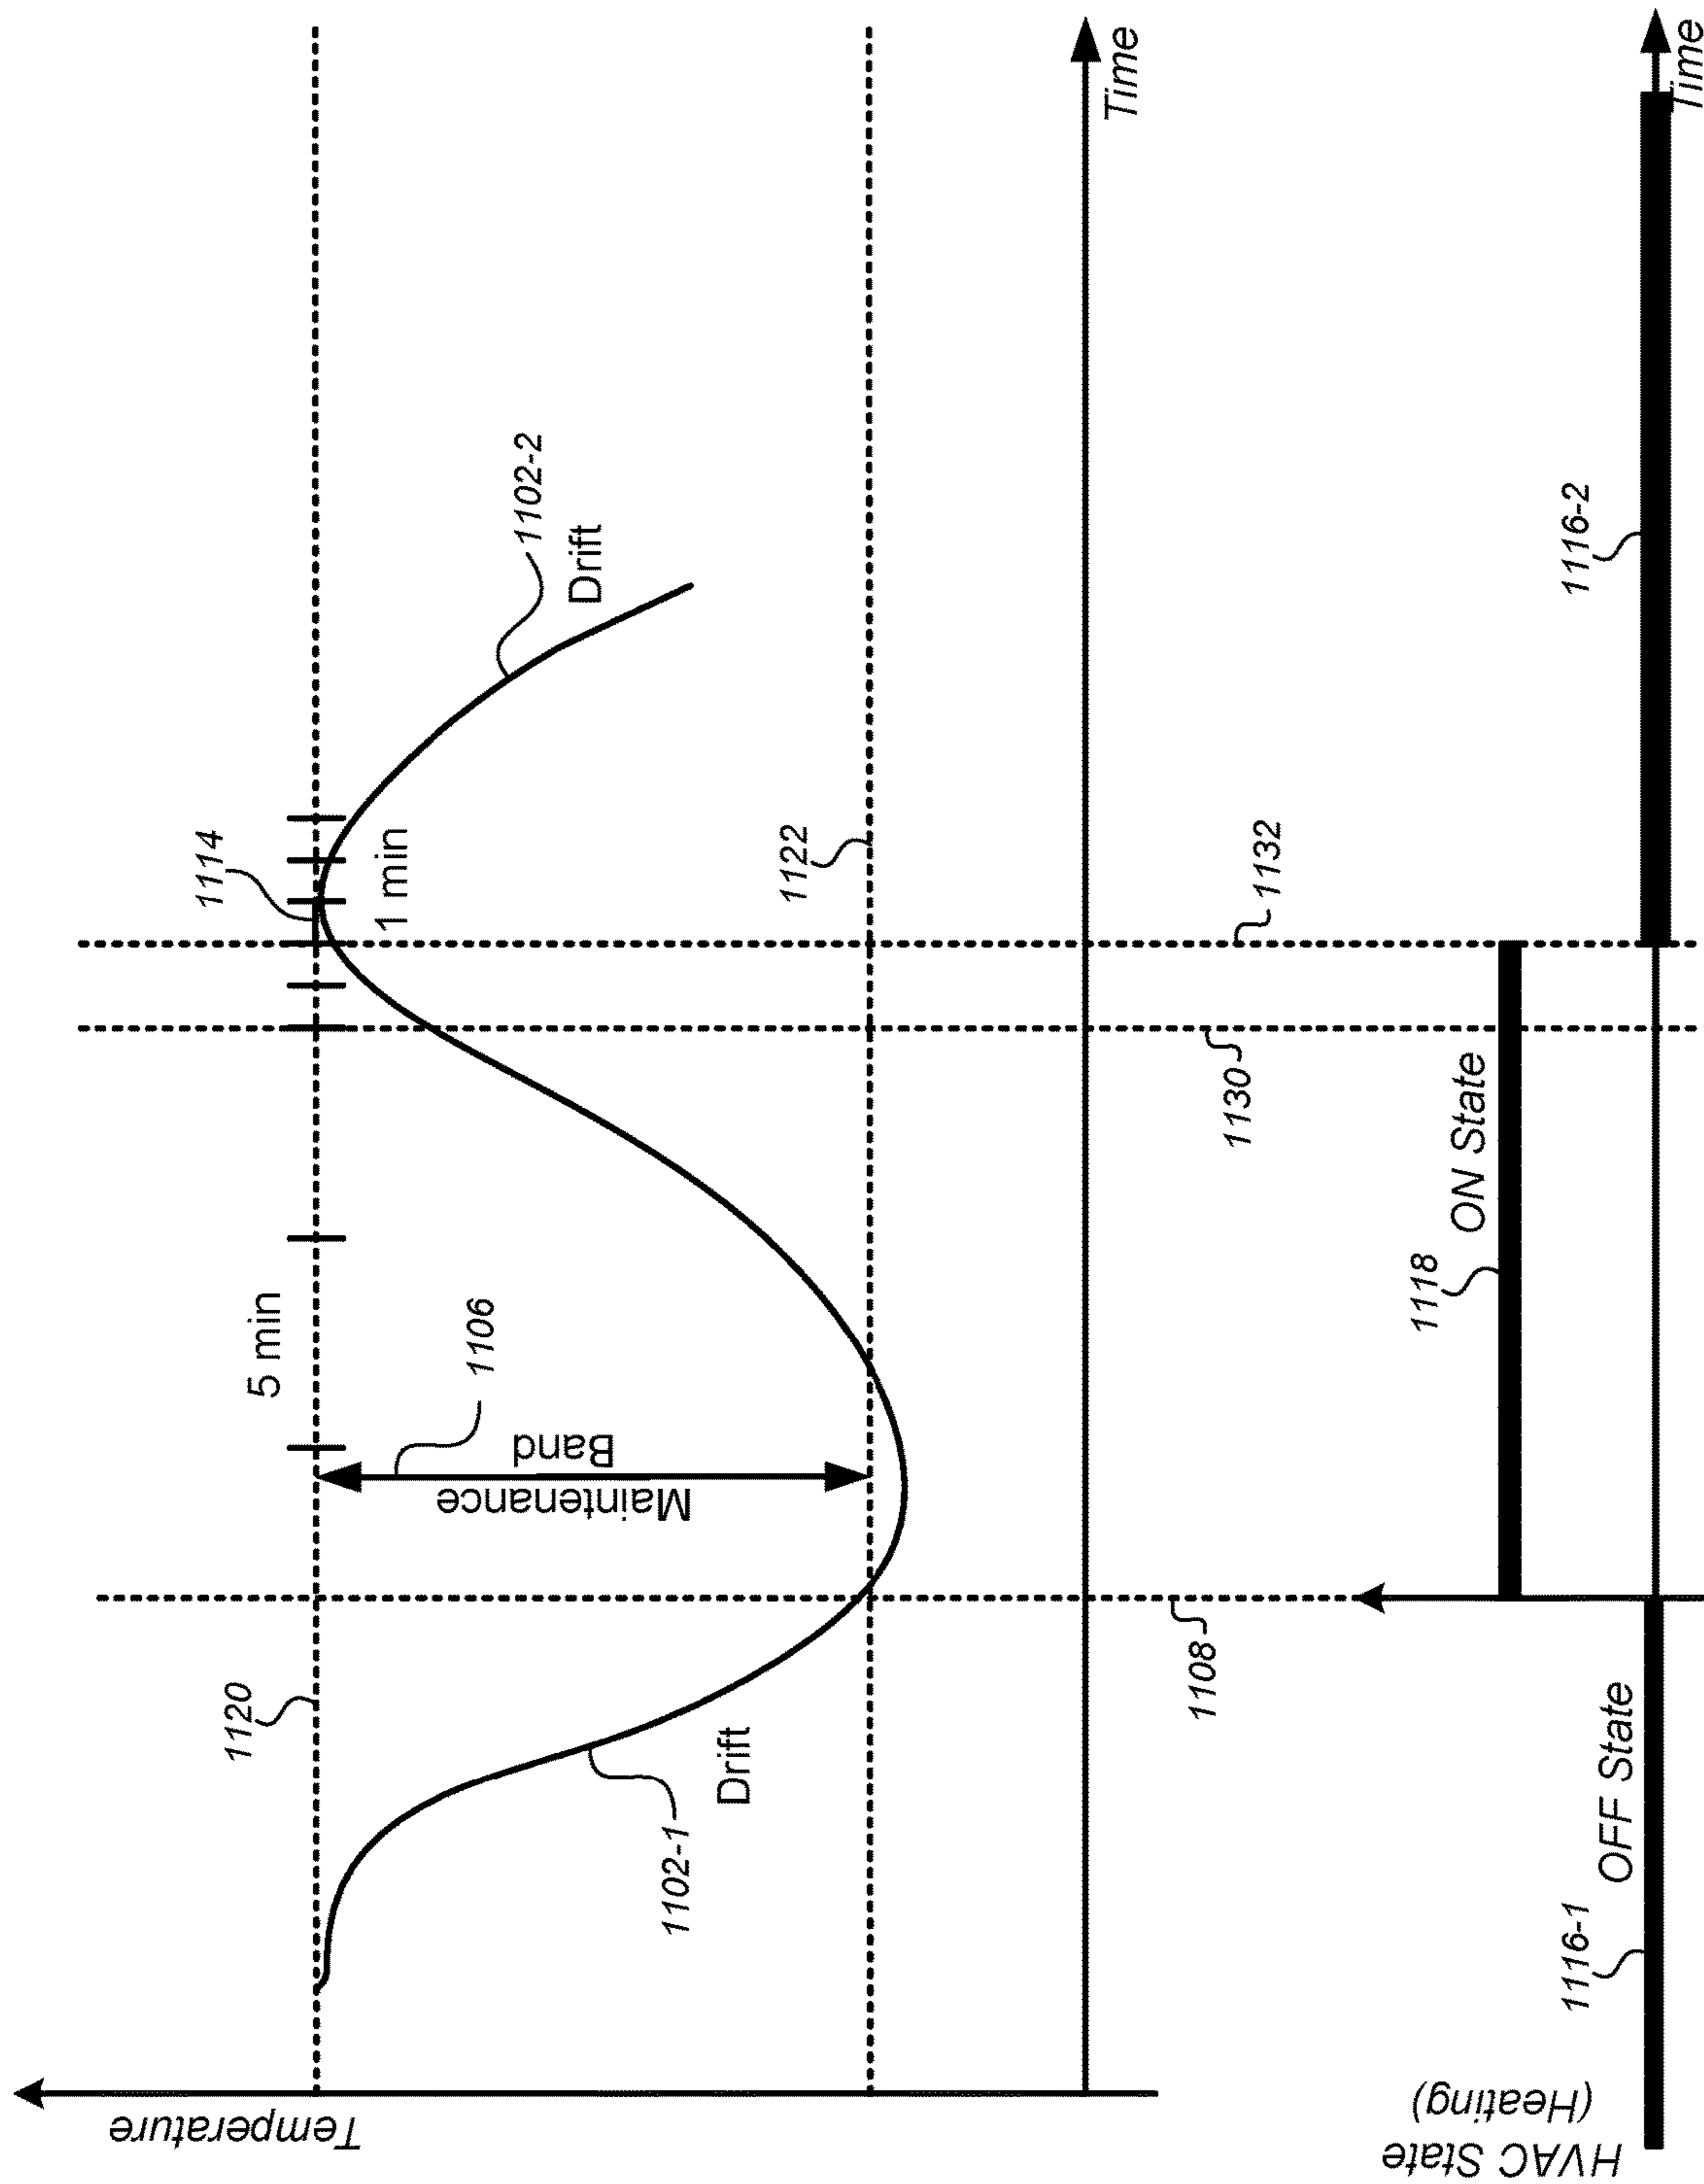 Temperature
1120
1102-1
Drift
Maintenance
Band
1106
5 min
1114
1 min
1102-2
Drift
1122
Time
1108
1130
1132
HVAC State
(Heating)
1116-1
OFF State
1118
ON State
1116-2
Time